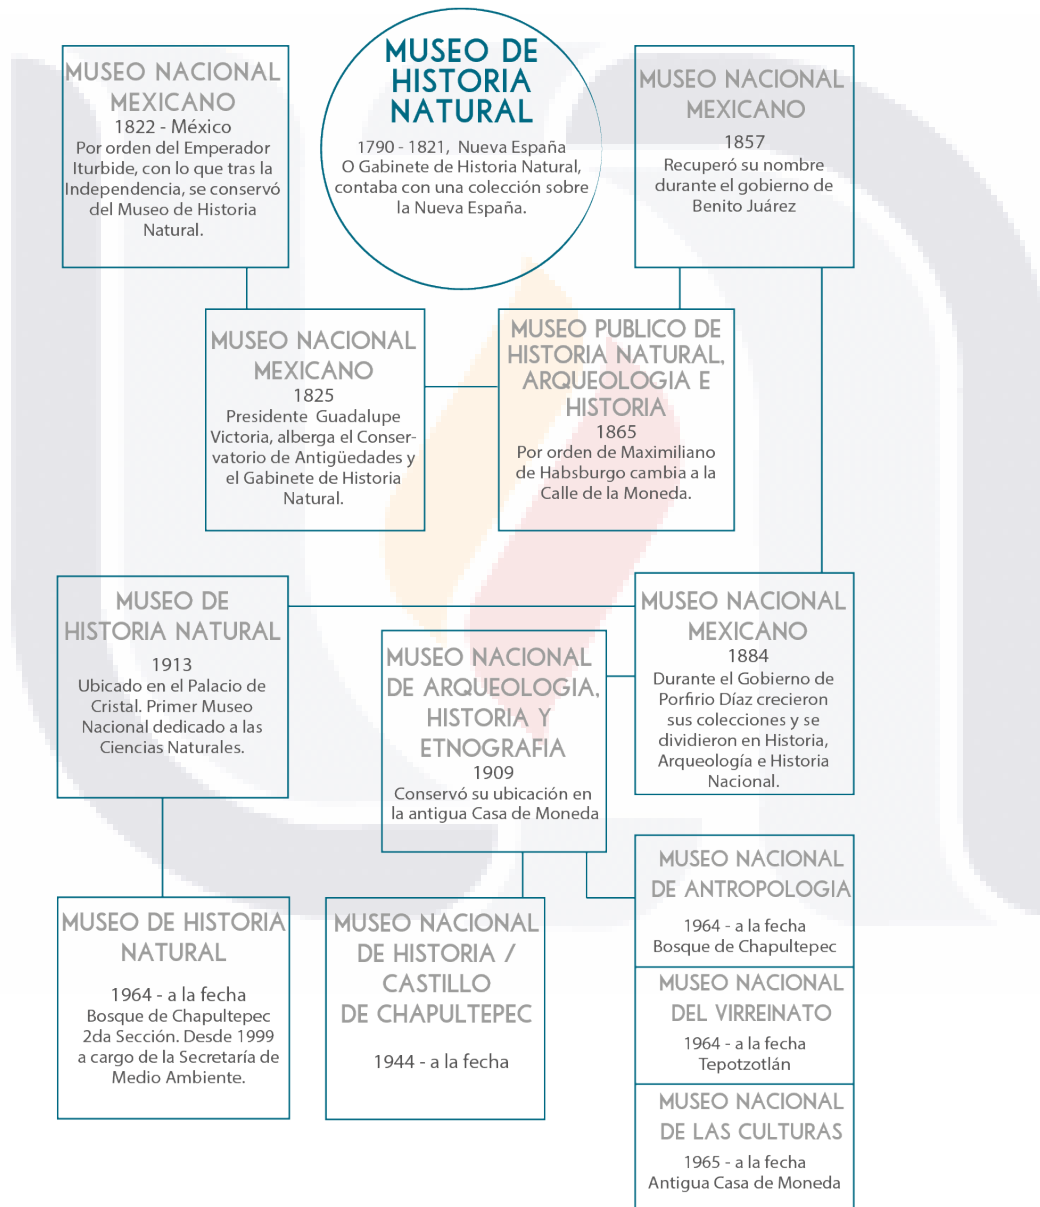 MUSEO DE
HISTORIA
NATURAL
1790 - 1821,  Nueva España
O Gabinete de Historia Natural,
contaba con una colección sobre
la Nueva España.
MUSEO NACIONAL
MEXICANO
1822 - México
Por orden del Emperador
Iturbide, con lo que tras la
Independencia, se conservó
del Museo de Historia
Natural.
MUSEO NACIONAL
MEXICANO
1857
Recuperó su nombre
durante el gobierno de
Benito Juárez
MUSEO NACIONAL
MEXICANO
1825
Presidente  Guadalupe
Victoria, alberga el Conser-
vatorio de Antigüedades y
el Gabinete de Historia
Natural.
MUSEO PUBLICO DE
HISTORIA NATURAL,
ARQUEOLOGIA E
HISTORIA
1865
Por orden de Maximiliano
de Habsburgo cambia a la
Calle de la Moneda.
MUSEO DE
HISTORIA NATURAL
1913
Ubicado en el Palacio de
Cristal. Primer Museo
Nacional dedicado a las
Ciencias Naturales.
MUSEO NACIONAL
DE ARQUEOLOGIA,
HISTORIA Y
ETNOGRAFIA
1909
Conservó su ubicación en
la antigua Casa de Moneda
MUSEO NACIONAL
MEXICANO
1884
Durante el Gobierno de
Porfirio Díaz crecieron
sus colecciones y se
dividieron en Historia,
Arqueología e Historia
Nacional.
MUSEO DE HISTORIA
NATURAL
1964 - a la fecha
Bosque de Chapultepec
2da Sección. Desde 1999
a cargo de la Secretaría de
Medio Ambiente.
MUSEO NACIONAL
DE HISTORIA /
CASTILLO
DE CHAPULTEPEC
1944 - a la fecha
MUSEO NACIONAL
DE ANTROPOLOGIA
1964 - a la fecha
Bosque de Chapultepec
MUSEO NACIONAL
DEL VIRREINATO
1964 - a la fecha
Tepotzotlán
MUSEO NACIONAL
DE LAS CULTURAS
1965 - a la fecha
Antigua Casa de Moneda